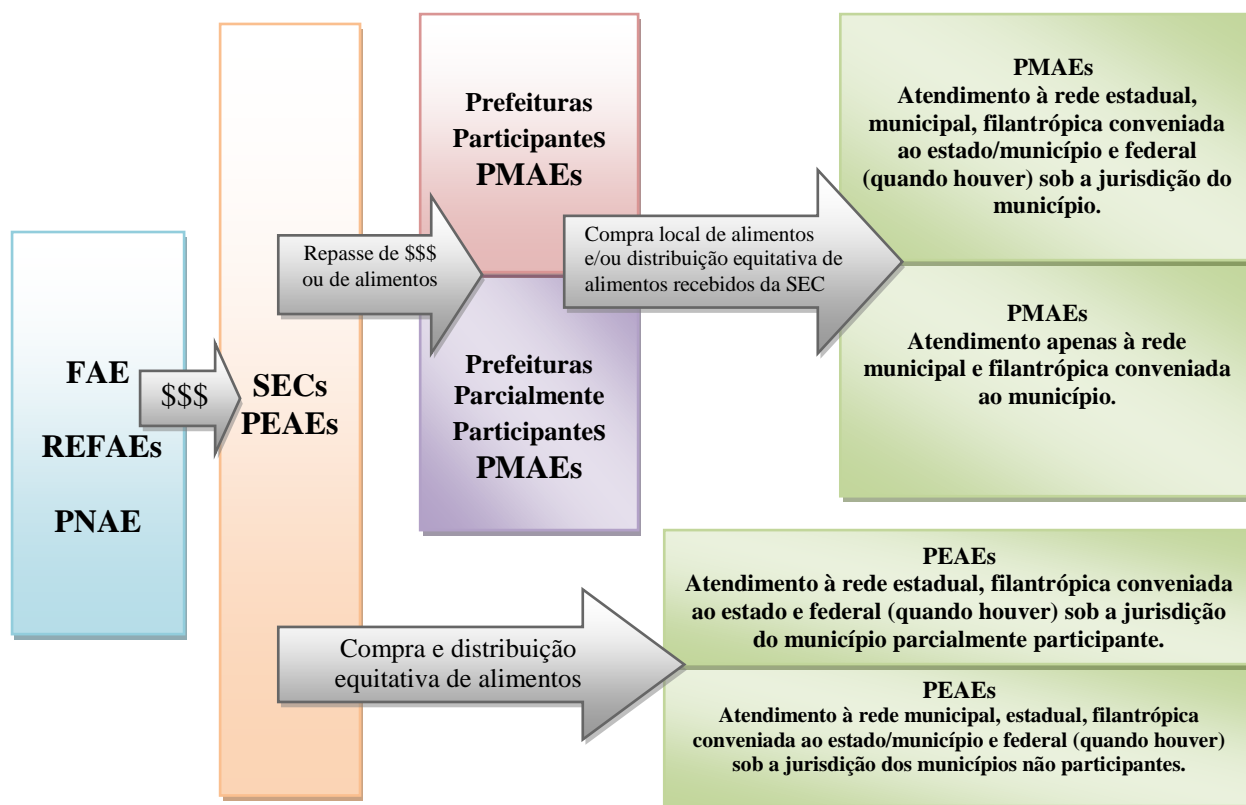 FAE
REFAEs
PNAE
$$$
SECs
PEAEs
Repasse de $$$
ou de alimentos
Prefeituras
Participantes
PMAEs
Prefeituras
Parcialmente
Participantes
PMAEs
Compra local de alimentos
e/ou distribuição equitativa de
alimentos recebidos da SEC
PMAEs
Atendimento à rede estadual,
municipal, filantrópica conveniada
ao estado/município e federal
(quando houver) sob a jurisdição do
município.
PMAEs
Atendimento apenas à rede
municipal e filantrópica conveniada
ao município.
Compra e distribuição
equitativa de alimentos
PEAEs
Atendimento à rede estadual, filantrópica conveniada
ao estado e federal (quando houver) sob a jurisdição
do município parcialmente participante.
PEAEs
Atendimento à rede municipal, estadual, filantrópica
conveniada ao estado/município e federal (quando houver)
sob a jurisdição dos municípios não participantes.